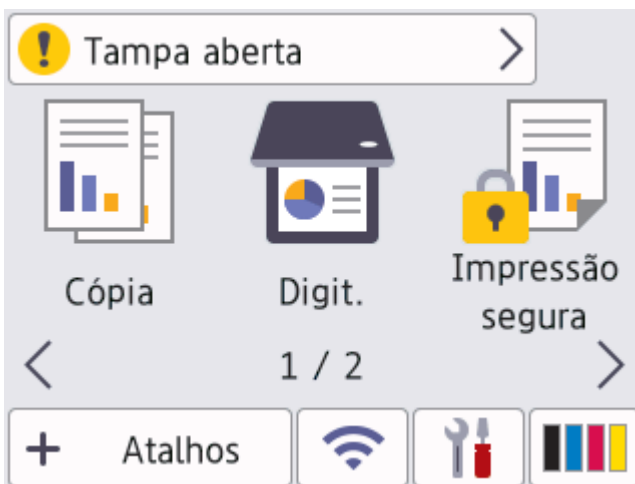 Tampa aberta
Cópia
Digit.
Impressão
segura
1 / 2
Atalhos